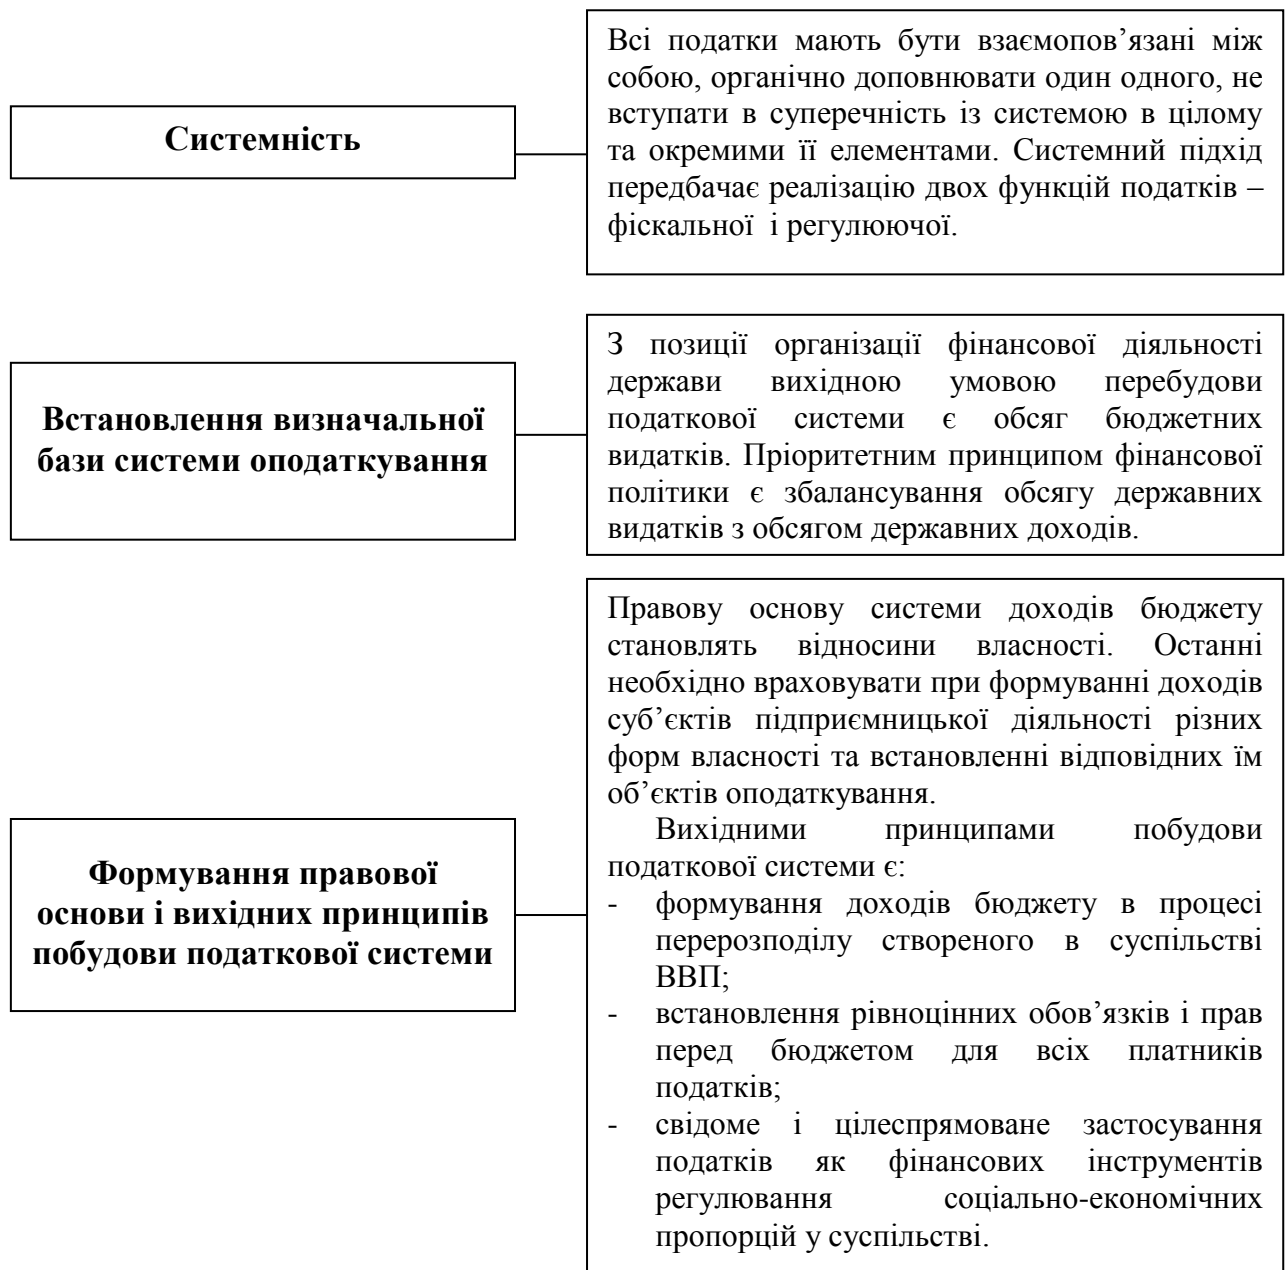 Системність
Всі податки мають бути взаємопов’язані між
собою, органічно доповнювати один одного, не
вступати в суперечність із системою в цілому
та окремими її елементами. Системний підхід
передбачає реалізацію двох функцій податків –
фіскальної і регулюючої.
Встановлення визначальної
бази системи оподаткування
З позиції організації фінансової діяльності
держави вихідною умовою перебудови
податкової системи є обсяг бюджетних
видатків. Пріоритетним принципом фінансової
політики є збалансування обсягу державних
видатків з обсягом державних доходів.
Формування правової
основи і вихідних принципів
побудови податкової системи
Правову основу системи доходів бюджету
становлять відносини власності. Останні
необхідно враховувати при формуванні доходів
суб’єктів підприємницької діяльності різних
форм власності та встановленні відповідних їм
об’єктів оподаткування.
Вихідними принципами побудови
податкової системи є:
- формування доходів бюджету в процесі
перерозподілу створеного в суспільстві
ВВП;
- встановлення рівноцінних обов’язків і прав
перед бюджетом для всіх платників
податків;
- свідоме і цілеспрямоване застосування
податків як фінансових інструментів
регулювання соціально-економічних
пропорцій у суспільстві.